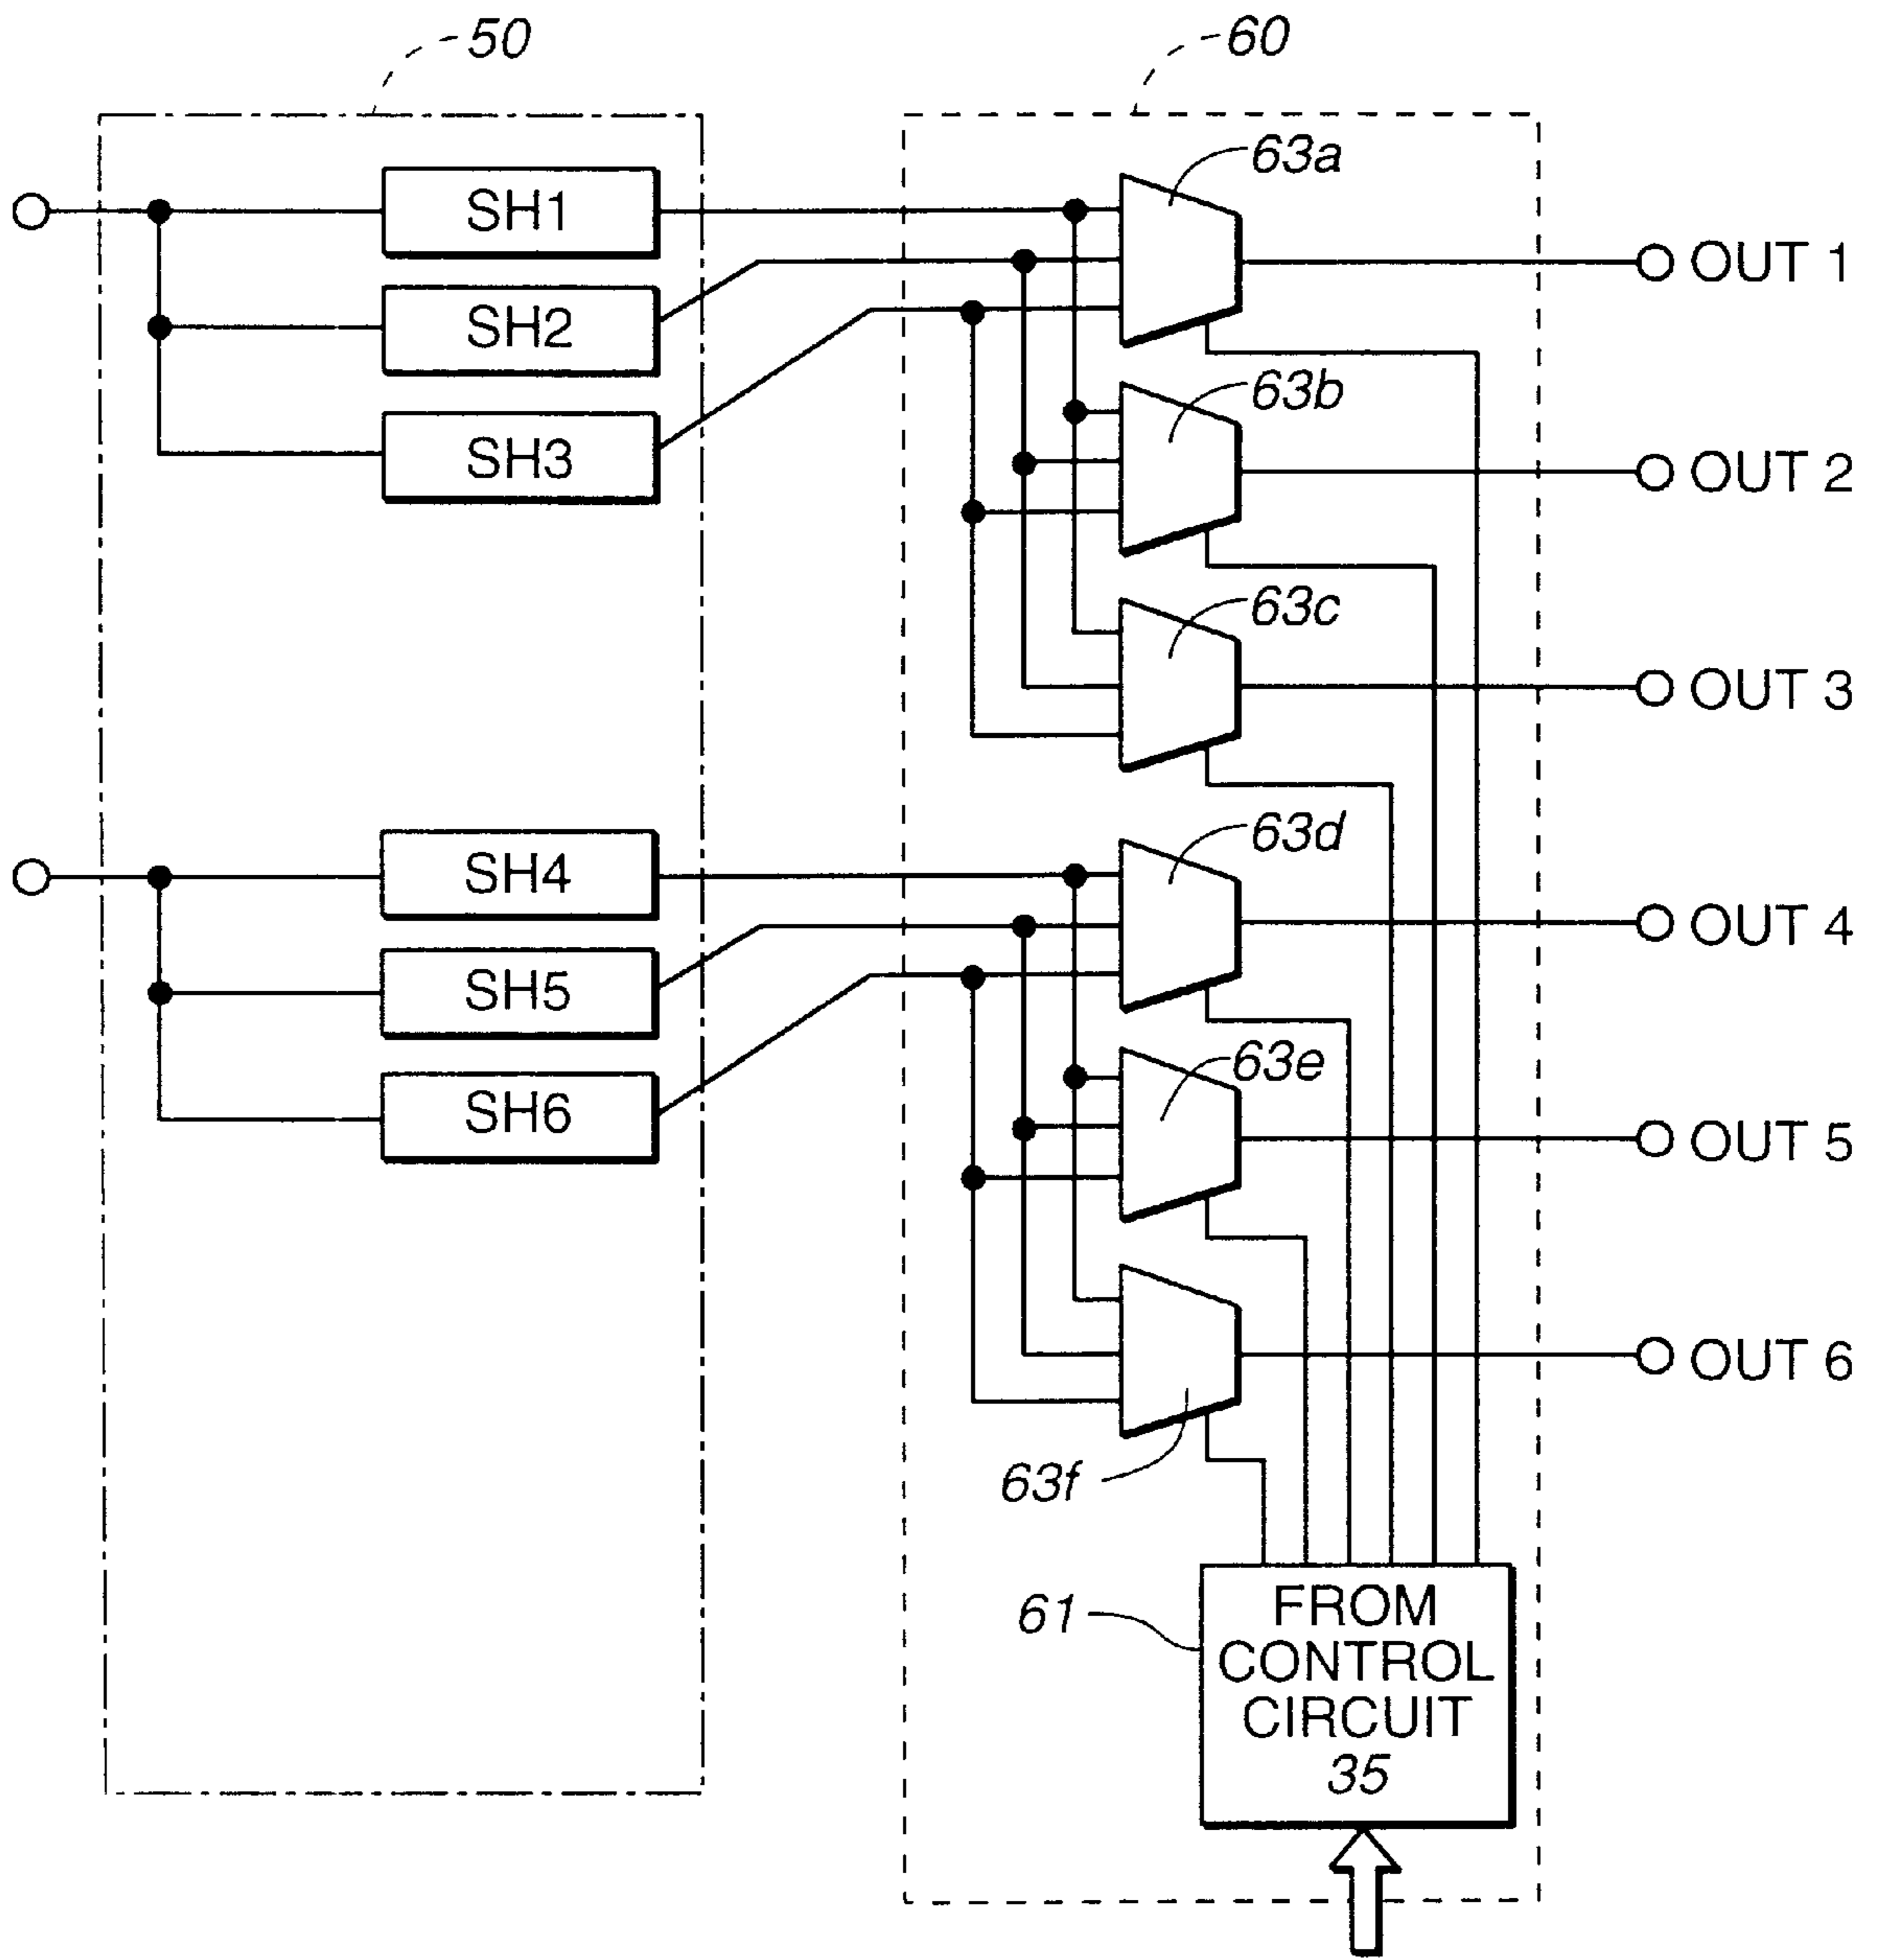 50
60
63a
SH1
OUT 1
SH2
63b
SH3
OUT 2
63c
OUT 3
63d
SH4
OUT 4
SH5
63e
SH6
OUT 5
OUT 6
63f
61
FROM
CONTROL
CIRCUIT
35